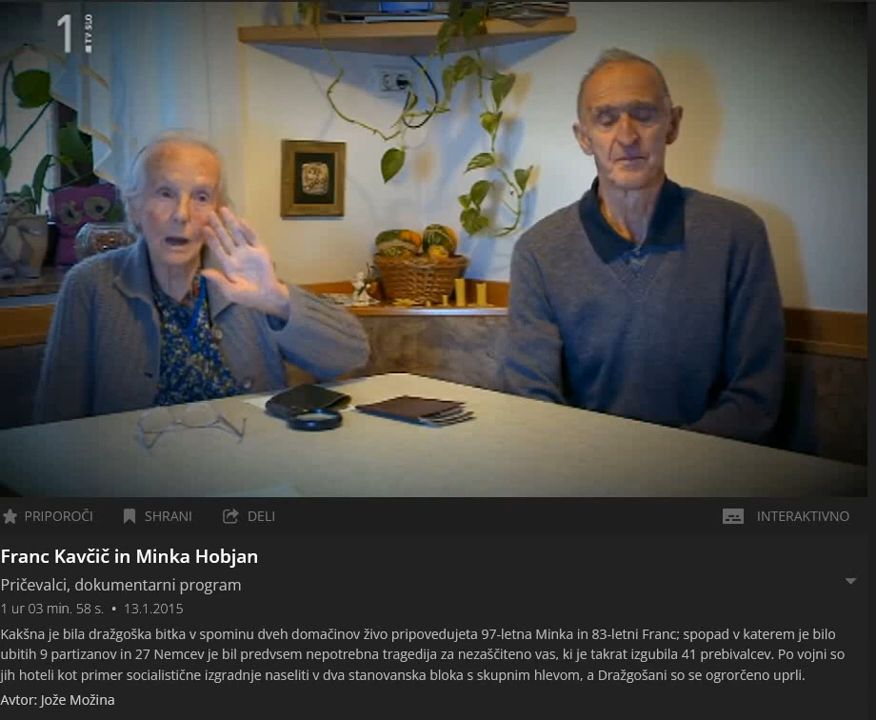 1
TV SLO
PRIPOROČI SHRANI DELI INTERAKTIVNO
Franc Kavčič in Minka Hobjan
Pričevalci, dokumentarni program
1 ur 03 min. 58 s. • 13.1.2015
Kakšna je bila dražgoška bitka v spominu dveh domačinov živo pripovedujeta 97-letna Minka in 83-letni Franc; spopad v katerem je bilo
ubitih 9 partizanov in 27 Nemcev je bil predvsem nepotrebna tragedija za nezaščiteno vas, ki je takrat izgubila 41 prebivalcev. Po vojni so
jih hoteli kot primer socialistične izgradnje naseliti v dva stanovanska bloka s skupnim hlevom, a Dražgošani so se ogrorčeno uprli.
Avtor: Jože Možina